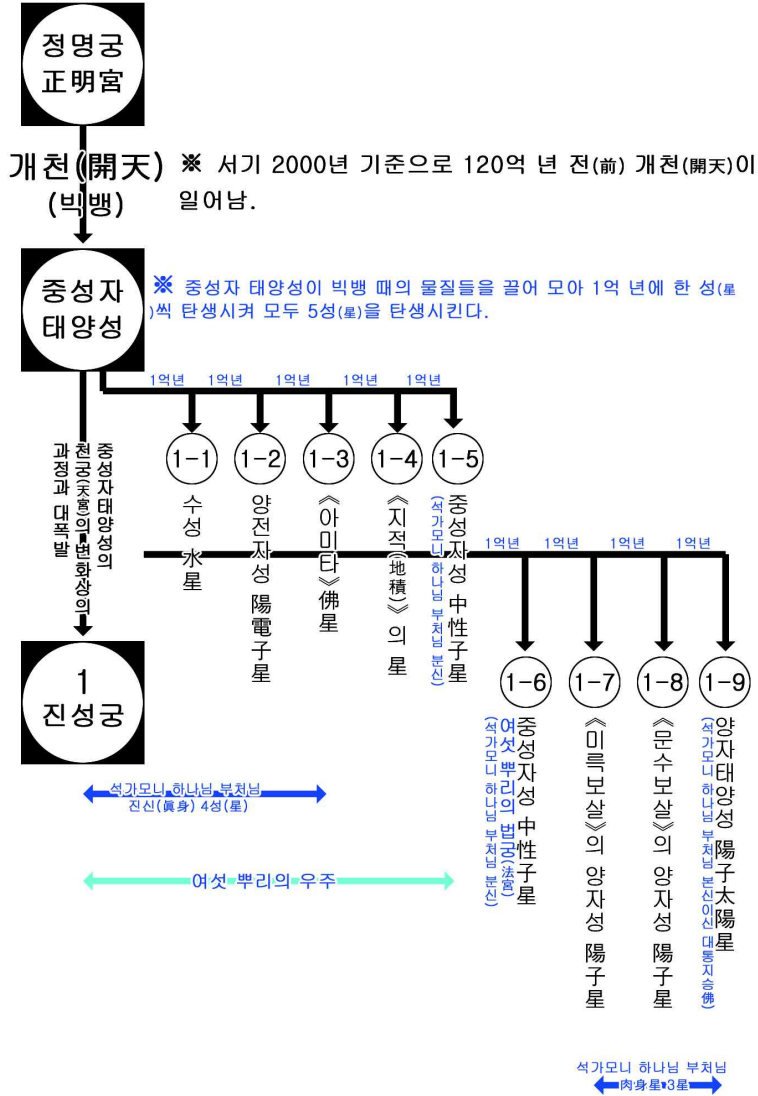 정명궁
正明宮
개천(開天)
(빅뱅)
※ 서기 2000년 기준으로 120억 년 전(前) 개천(開天)이
일어남.
중성자
태양성
※ 중성자 태양성이 빅뱅 때의 물질들을 끌어 모아 1억 년에 한 성(星
)씩 탄생시켜 모두 5성(星)을 탄생시킨다.
1억년 1억년 1억년 1억년 1억년
1-1
1-2
1-3
1-4
1-5
중성자태양성의
천궁(天宮)의 변화상의
과정과 대폭발
수성 水星
양전자성 陽電子星
《아미타》佛星
《지적(地積)》의 星
중성자성 中性子星
(석가모니 하나님 부처님 분신)
1억년 1억년 1억년 1억년
1
진성궁
1-6
1-7
1-8
1-9
중성자성 中性子星
여섯 뿌리의 법궁(法宮)
(석가모니 하나님 부처님 분신)
《미륵보살》의 양자성 陽子星
《문수보살》의 양자성 陽子星
양자태양성 陽子太陽星
(석가모니 하나님 부처님 본신이신 대통지승佛)
석가모니 하나님 부처님
진신(眞身) 4성(星)
여섯 뿌리의 우주
석가모니 하나님 부처님
肉身星3星